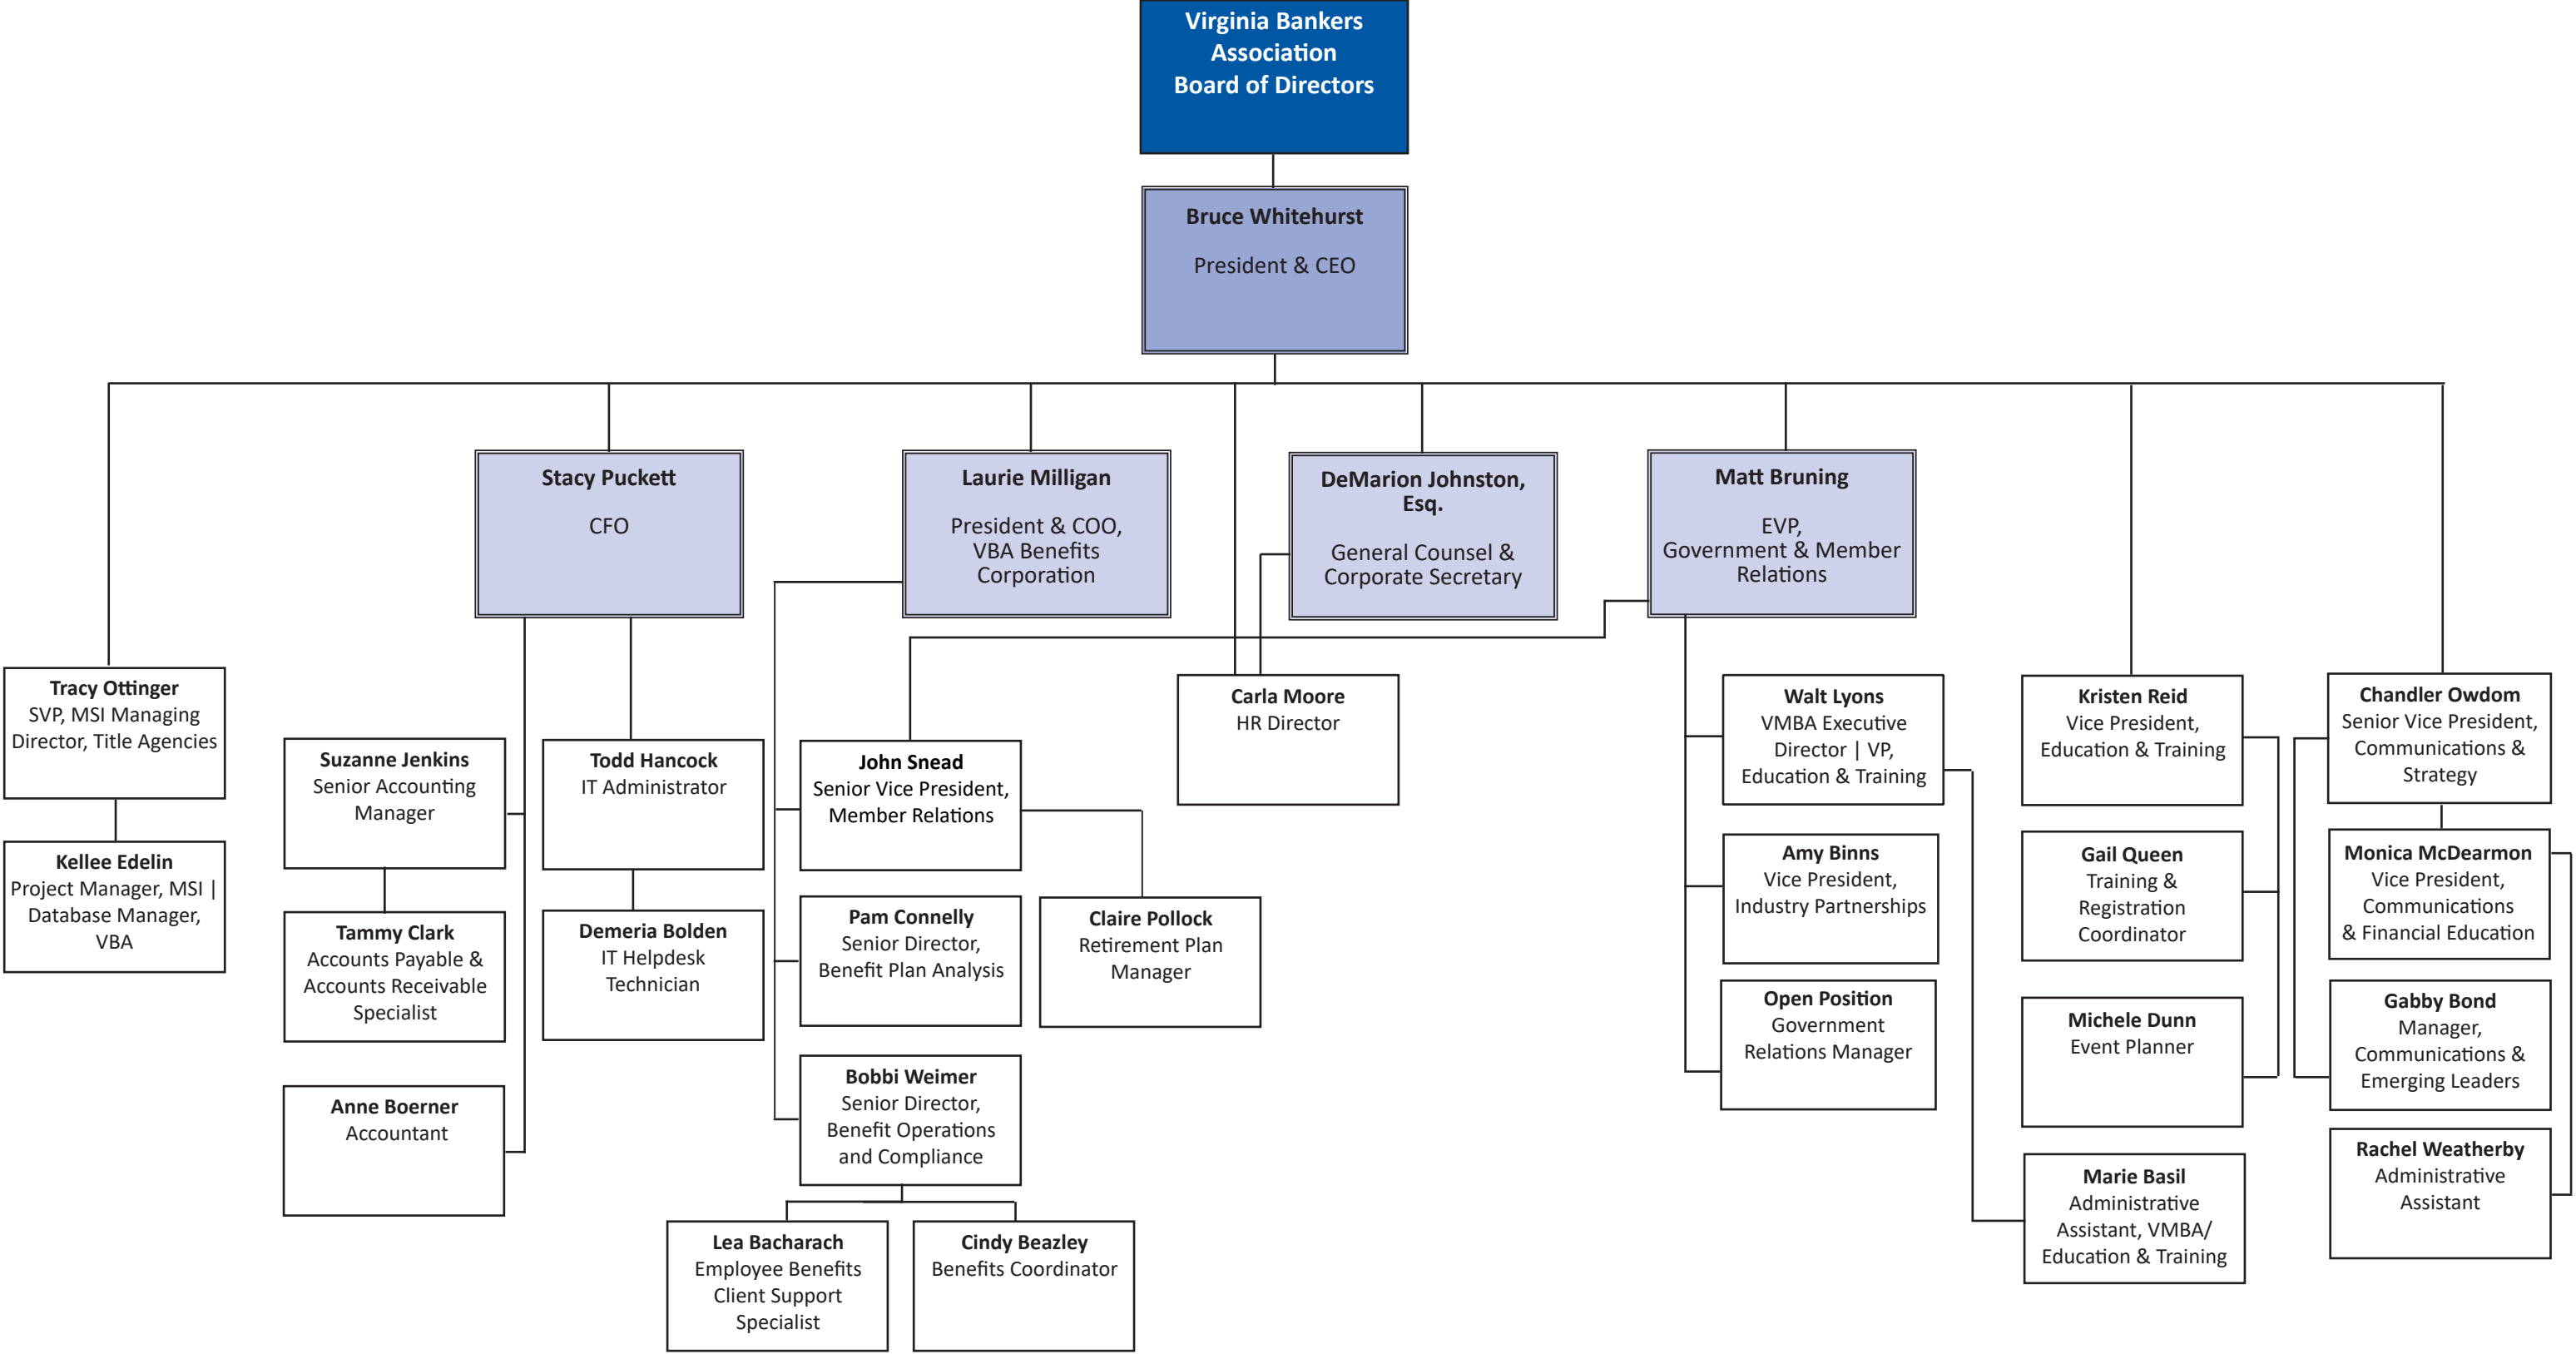 Virginia Bankers
Association
Board of Directors
Bruce Whitehurst
President & CEO
Stacy Puckett
CFO
Laurie Milligan
President & COO,
VBA Benefits
Corporation
DeMarion Johnston,
Esq.
General Counsel &
Corporate Secretary
Matt Bruning
EVP,
Government & Member
Relations
Tracy Ottinger
SVP, MSI Managing
Director, Title Agencies
Kellee Edelin
Project Manager, MSI |
Database Manager,
VBA
Suzanne Jenkins
Senior Accounting
Manager
Tammy Clark
Accounts Payable &
Accounts Receivable
Specialist
Anne Boerner
Accountant
Todd Hancock
IT Administrator
Demeria Bolden
IT Helpdesk
Technician
John Snead
Senior Vice President,
Member Relations
Pam Connelly
Senior Director,
Benefit Plan Analysis
Claire Pollock
Retirement Plan
Manager
Bobbi Weimer
Senior Director,
Benefit Operations
and Compliance
Lea Bacharach
Employee Benefits
Client Support
Specialist
Cindy Beazley
Benefits Coordinator
Carla Moore
HR Director
Walt Lyons
VMBA Executive
Director | VP,
Education & Training
Amy Binns
Vice President,
Industry Partnerships
Open Position
Government
Relations Manager
Kristen Reid
Vice President,
Education & Training
Gail Queen
Training &
Registration
Coordinator
Michele Dunn
Event Planner
Marie Basil
Administrative
Assistant, VMBA/
Education & Training
Chandler Owdom
Senior Vice President,
Communications &
Strategy
Monica McDearmon
Vice President,
Communications
& Financial Education
Gabby Bond
Manager,
Communications &
Emerging Leaders
Rachel Weatherby
Administrative
Assistant